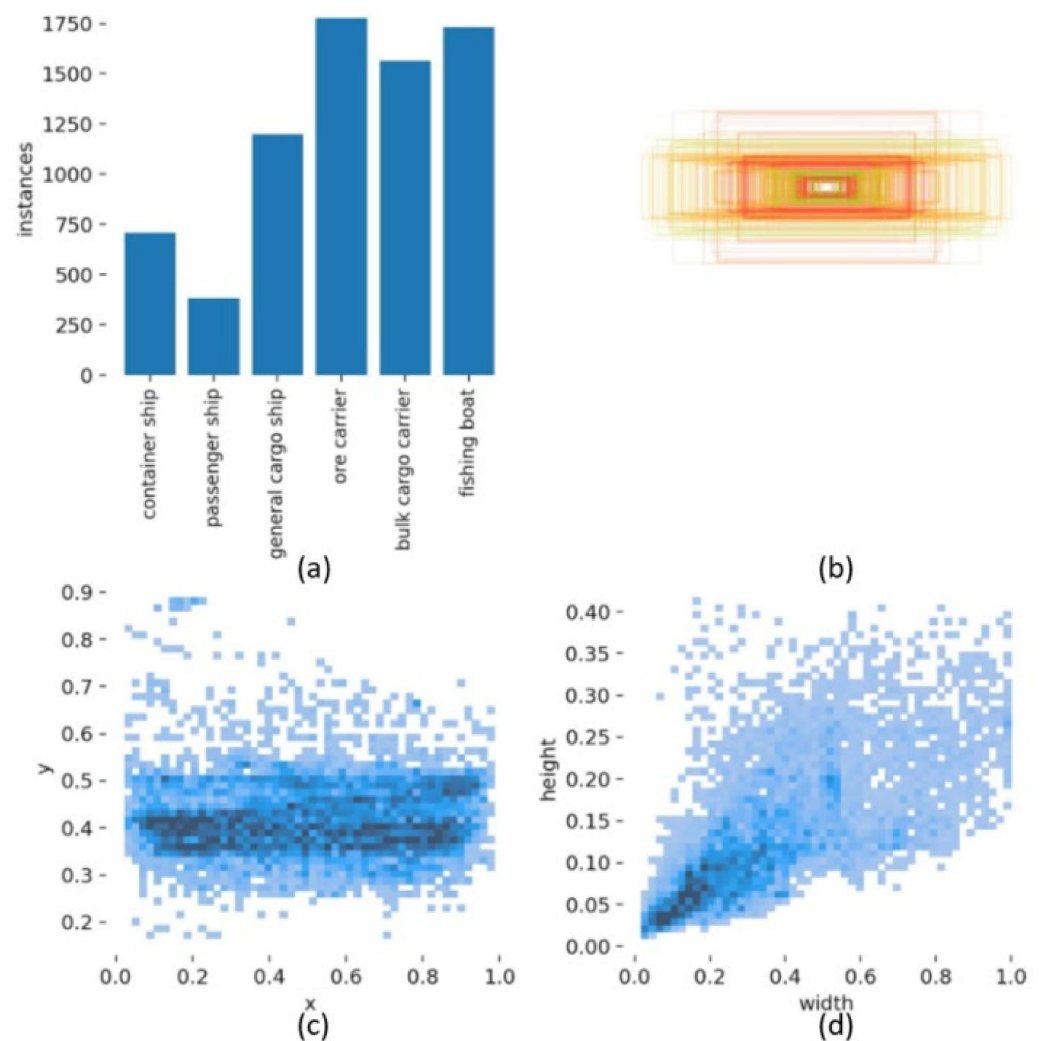 1750
1500
1250
1000
750
500
250
0
instances
container ship
passenger ship
general cargo ship
ore carrier
bulk cargo carrier
fishing boat
(a)
(b)
0.9
0.8
0.7
0.6
0.5
0.4
0.3
0.2
y
0.0 0.2 0.4 0.6 0.8 1.0
x
(c)
0.40
0.35
0.30
0.25
0.20
0.15
0.10
0.05
0.00
height
0.0 0.2 0.4 0.6 0.8 1.0
width
(d)